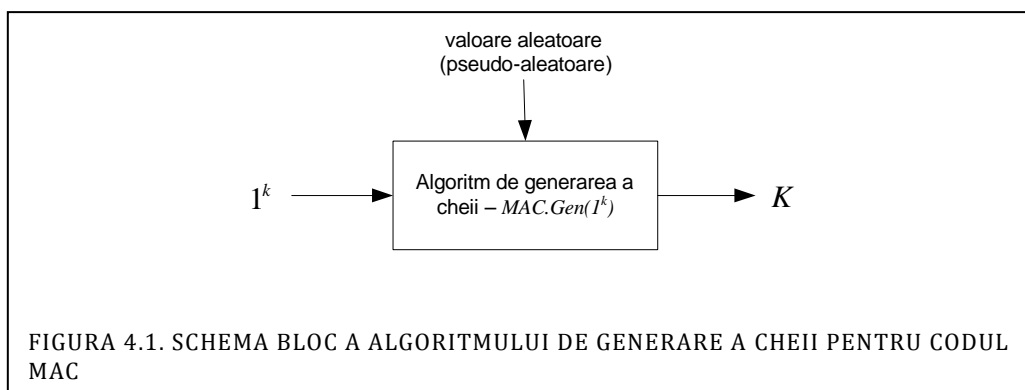 valoare aleatoare
(pseudo-aleatoare)
1^k
Algoritm de generarea a
cheii – MAC.Gen(1^k)
K
FIGURA 4.1. SCHEMA BLOC A ALGORITMULUI DE GENERARE A CHEII PENTRU CODUL
MAC